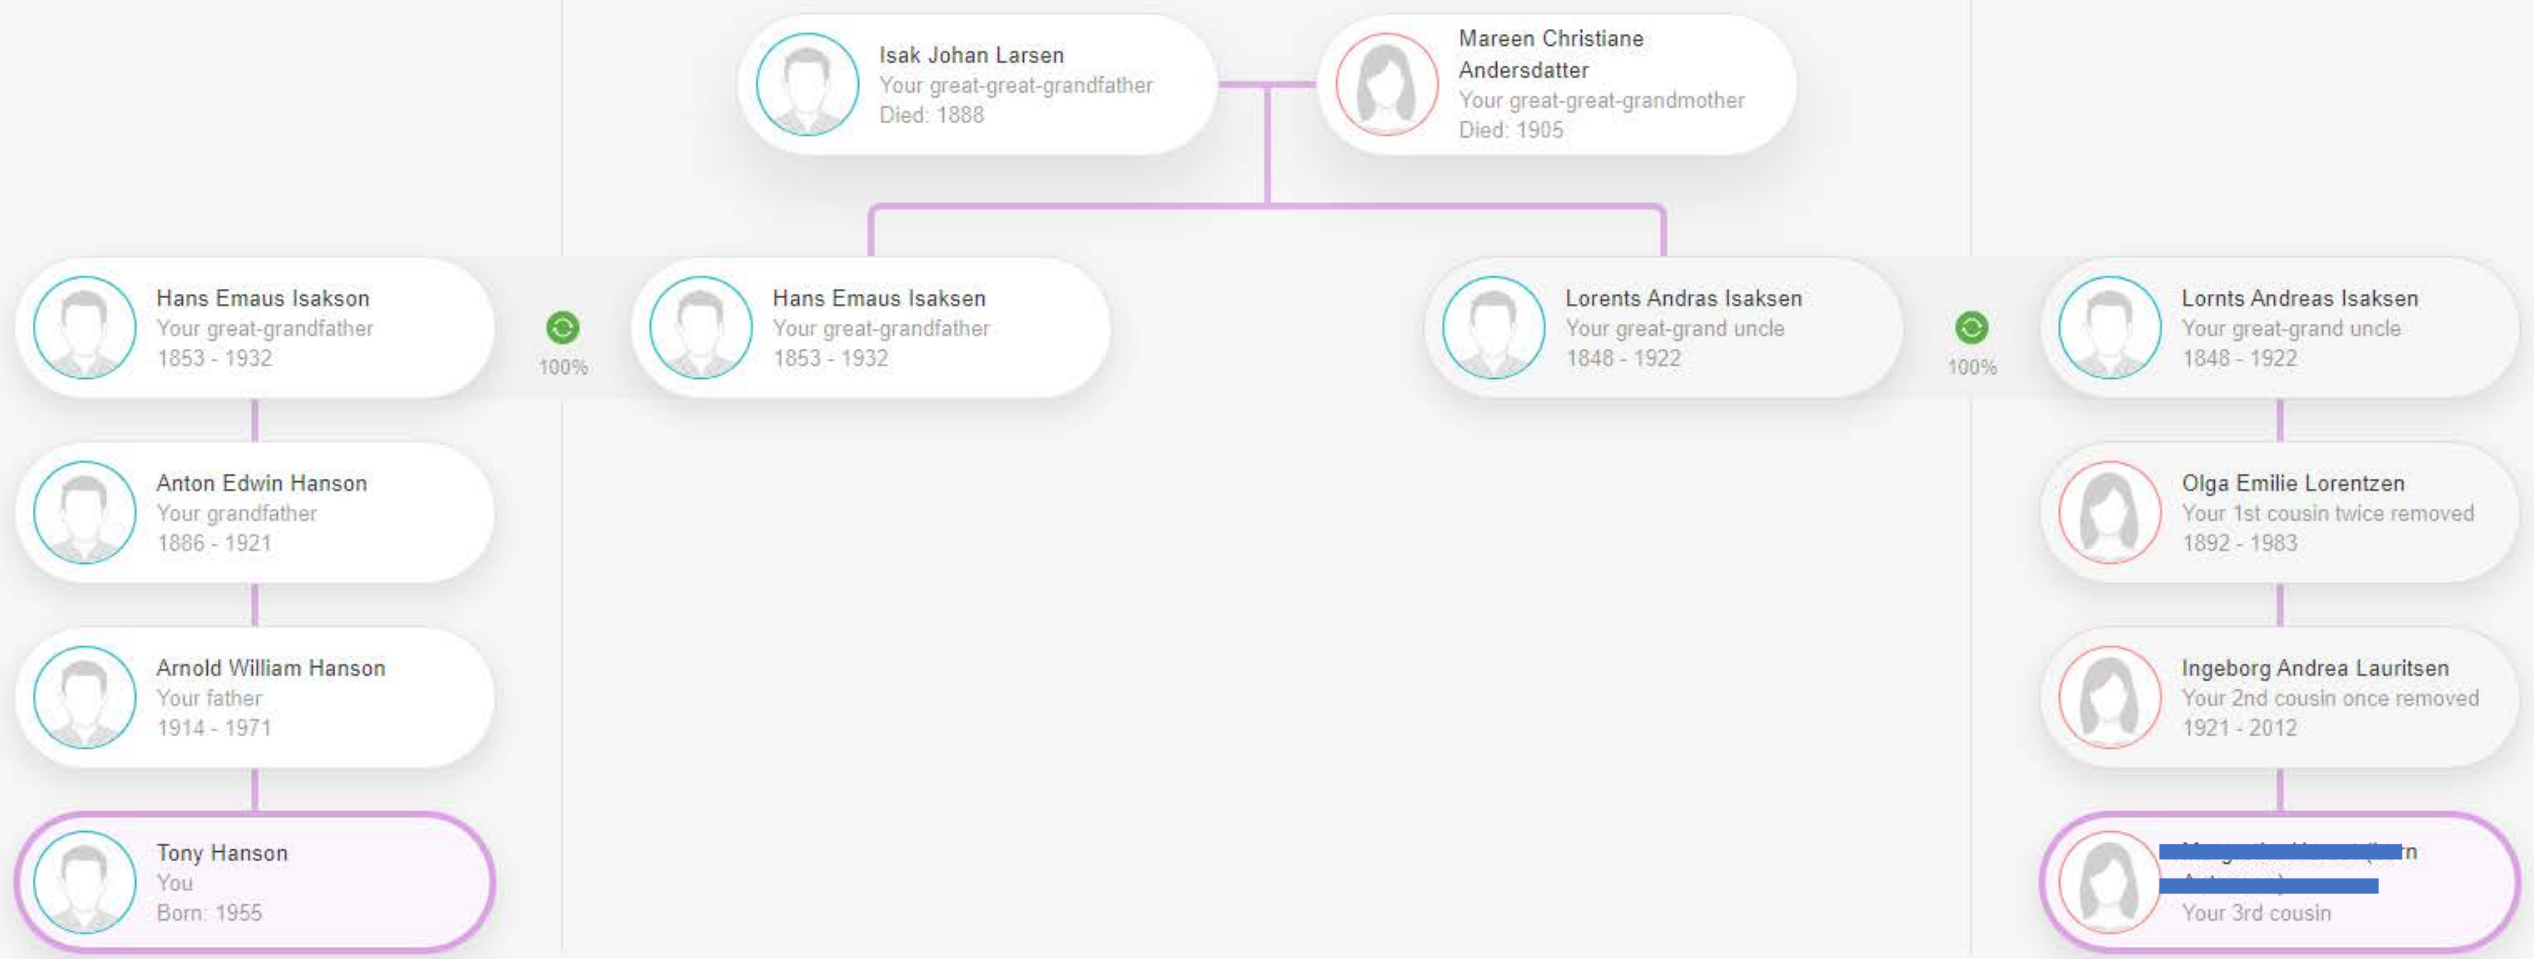 Isak Johan Larsen
Your great-great-grandfather
Died: 1888
Mareen Christiane
Andersdatter
Your great-great-grandmother
Died: 1905
Hans Emaus Isakson
Your great-grandfather
1853 - 1932
100%
Hans Emaus Isaksen
Your great-grandfather
1853 - 1932
Lorents Andras Isaksen
Your great-grand uncle
1848 - 1922
100%
Lornts Andreas Isaksen
Your great-grand uncle
1848 - 1922
Anton Edwin Hanson
Your grandfather
1886 - 1921
Olga Emilie Lorentzen
Your 1st cousin twice removed
1892 - 1983
Arnold William Hanson
Your father
1914 - 1971
Ingeborg Andrea Lauritsen
Your 2nd cousin once removed
1921 - 2012
Tony Hanson
You
Born: 1955
Your 3rd cousin